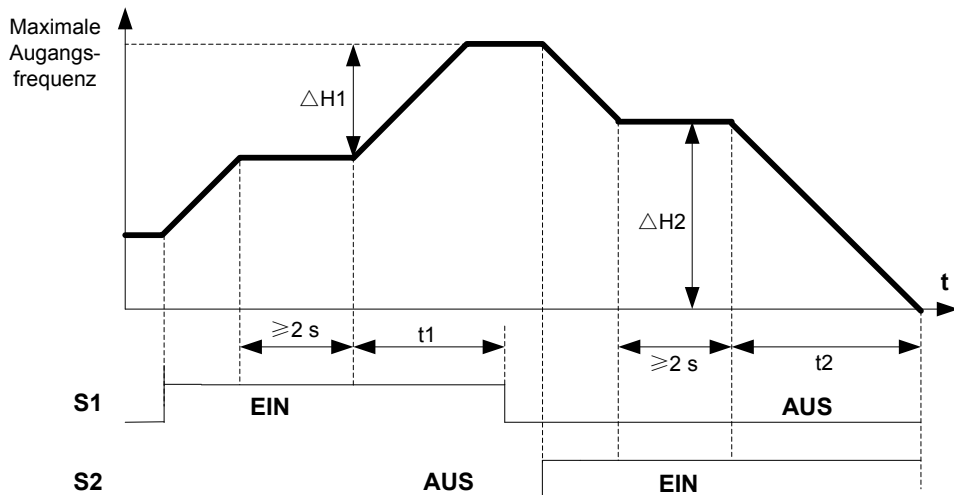 Maximale
Augangs-
frequenz
△H1
△H2
t
≥2 s
t1
≥2 s
t2
S1
EIN
AUS
S2
AUS
EIN